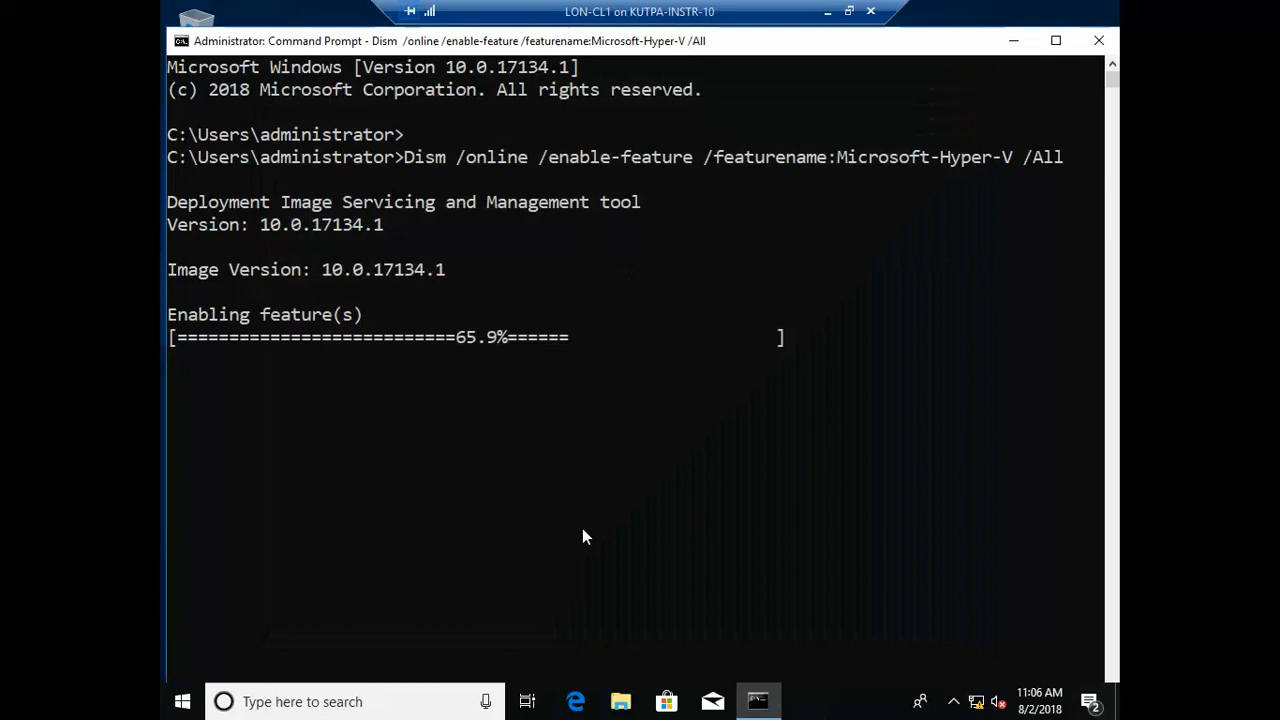 LON-CL1 on KUTPA-INSTR-10
Administrator: Command Prompt - Dism  /online /enable-feature /featurename:Microsoft-Hyper-V /All
Microsoft Windows [Version 10.0.17134.1]
(c) 2018 Microsoft Corporation. All rights reserved.
C:\Users\administrator>
C:\Users\administrator>Dism /online /enable-feature /featurename:Microsoft-Hyper-V /All
Deployment Image Servicing and Management tool
Version: 10.0.17134.1
Image Version: 10.0.17134.1
Enabling feature(s)
[===========================65.9%======                    ]
Type here to search
11:06 AM
8/2/2018
2